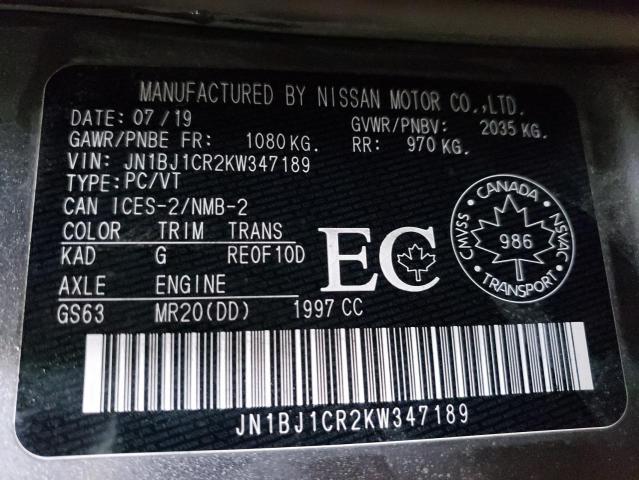 MANUFACTURED BY NISSAN MOTOR CO.,LTD.
DATE: 07/19 GVWR/PNBV: 2035 KG.
GAWR/PNBE FR: 1080 KG. RR: 970 KG.
VIN: JN1BJ1CR2KW347189
TYPE: PC/VT
CAN ICES-2/NMB-2
COLOR TRIM TRANS
KAD G RE0F10D
AXLE ENGINE
GS63 MR20(DD) 1997 CC
EC
CANADA
CMVSS NSVAC
986
TRANSPORT
JN1BJ1CR2KW347189